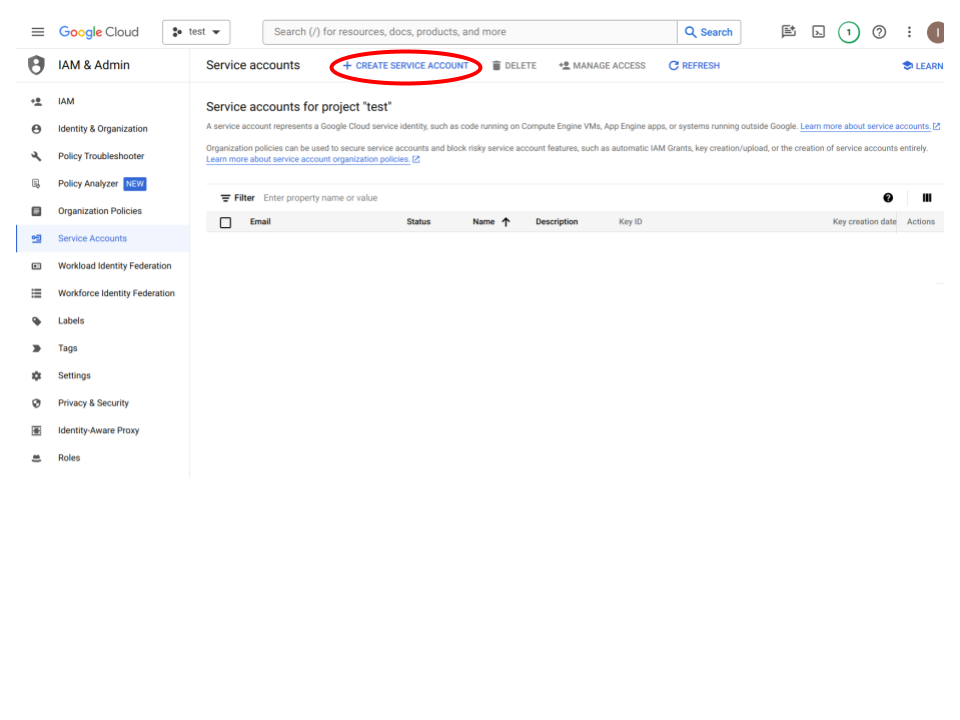 Google Cloud test Search (/) for resources, docs, products, and more Search 1 I
IAM & Admin Service accounts + CREATE SERVICE ACCOUNT DELETE MANAGE ACCESS REFRESH LEARN
IAM
Identity & Organization
Policy Troubleshooter
Policy Analyzer NEW
Organization Policies
Service Accounts
Workload Identity Federation
Workforce Identity Federation
Labels
Tags
Settings
Privacy & Security
Identity-Aware Proxy
Roles
Service accounts for project "test"
A service account represents a Google Cloud service identity, such as code running on Compute Engine VMs, App Engine apps, or systems running outside Google. Learn more about service accounts.
Organization policies can be used to secure service accounts and block risky service account features, such as automatic IAM Grants, key creation/upload, or the creation of service accounts entirely.
Learn more about service account organization policies.
Filter Enter property name or value
Email Status Name Description Key ID Key creation date Actions